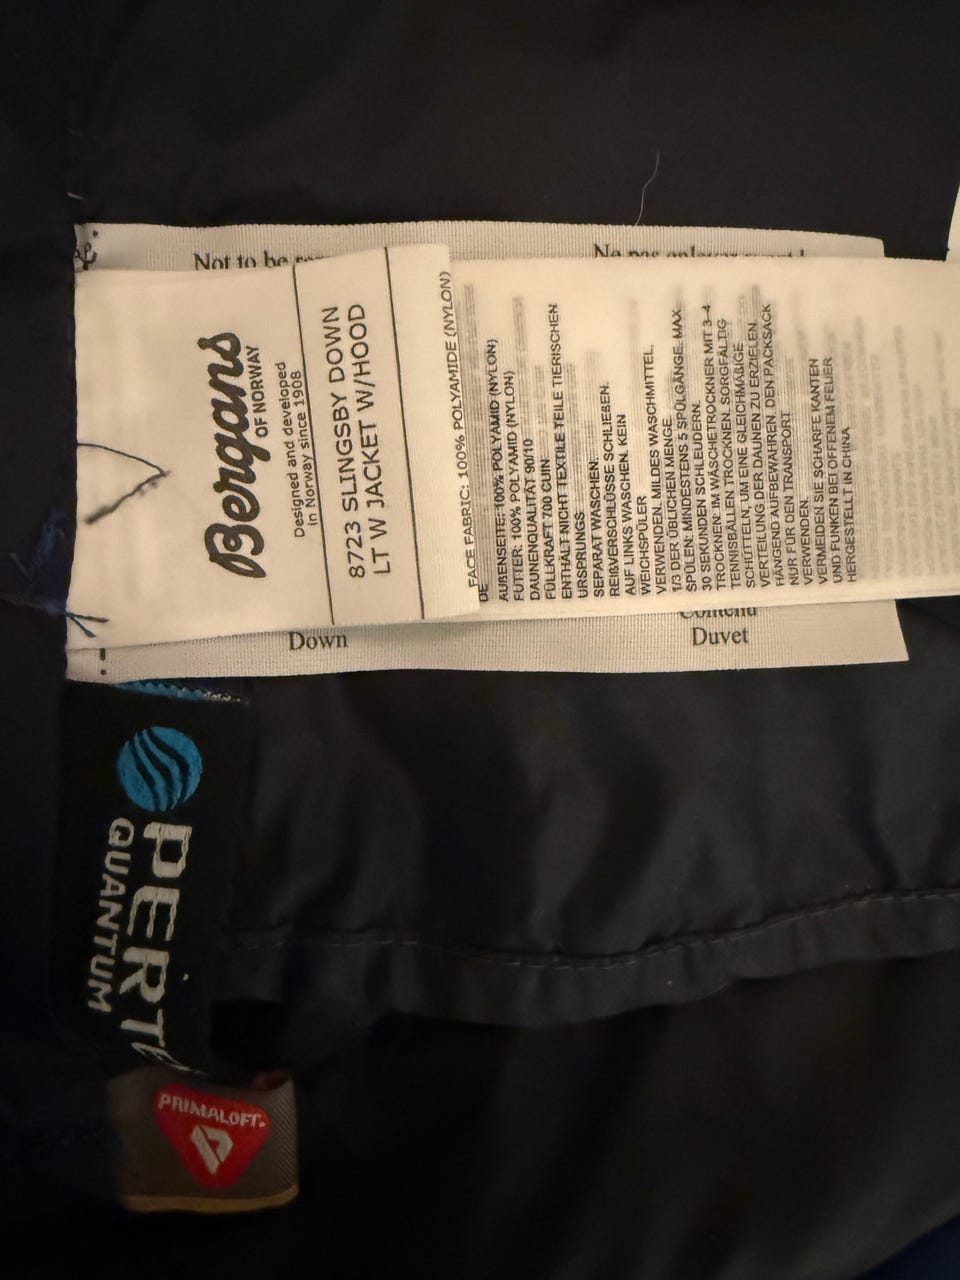 Bergans
OF NORWAY
Designed and developed
in Norway since 1908
8723 SLINGSBY DOWN
LT W JACKET W/HOOD
FACE FABRIC: 100% POLYAMIDE (NYLON)
DE
AUßENSEITE: 100% POLYAMID (NYLON)
FUTTER: 100% POLYAMID (NYLON)
DAUNENQUALITÄT 90/10
FÜLLKRAFT 700 CUIN
ENTHÄLT NICHT TEXTILE TEILE TIERISCHEN
URSPRUNGS
SEPARAT WASCHEN.
REIßVERSCHLÜSSE SCHLIEßEN.
AUF LINKS WASCHEN. KEIN
WEICHSPÜLER
VERWENDEN. MILDES WASCHMITTEL.
1/3 DER ÜBLICHEN MENGE.
SPÜLEN: MINDESTENS 5 SPÜLGÄNGE. MAX.
30 SEKUNDEN SCHLEUDERN.
TROCKNEN: IM WÄSCHETROCKNER MIT 3-4
TENNISBÄLLEN TROCKNEN. SORGFÄLTIG
SCHÜTTELN, UM EINE GLEICHMÄßIGE
VERTEILUNG DER DAUNEN ZU ERZIELEN.
HÄNGEND AUFBEWAHREN. DEN PACKSACK
NUR FÜR DEN TRANSPORT
VERWENDEN.
VERMEIDEN SIE SCHARFE KANTEN
UND FUNKEN BEI OFFENEM FEUER
HERGESTELLT IN CHINA
Not to be
Ne pas enlever
Down
Contenu
Duvet
PERTE
QUANTUM
PRIMALOFT.